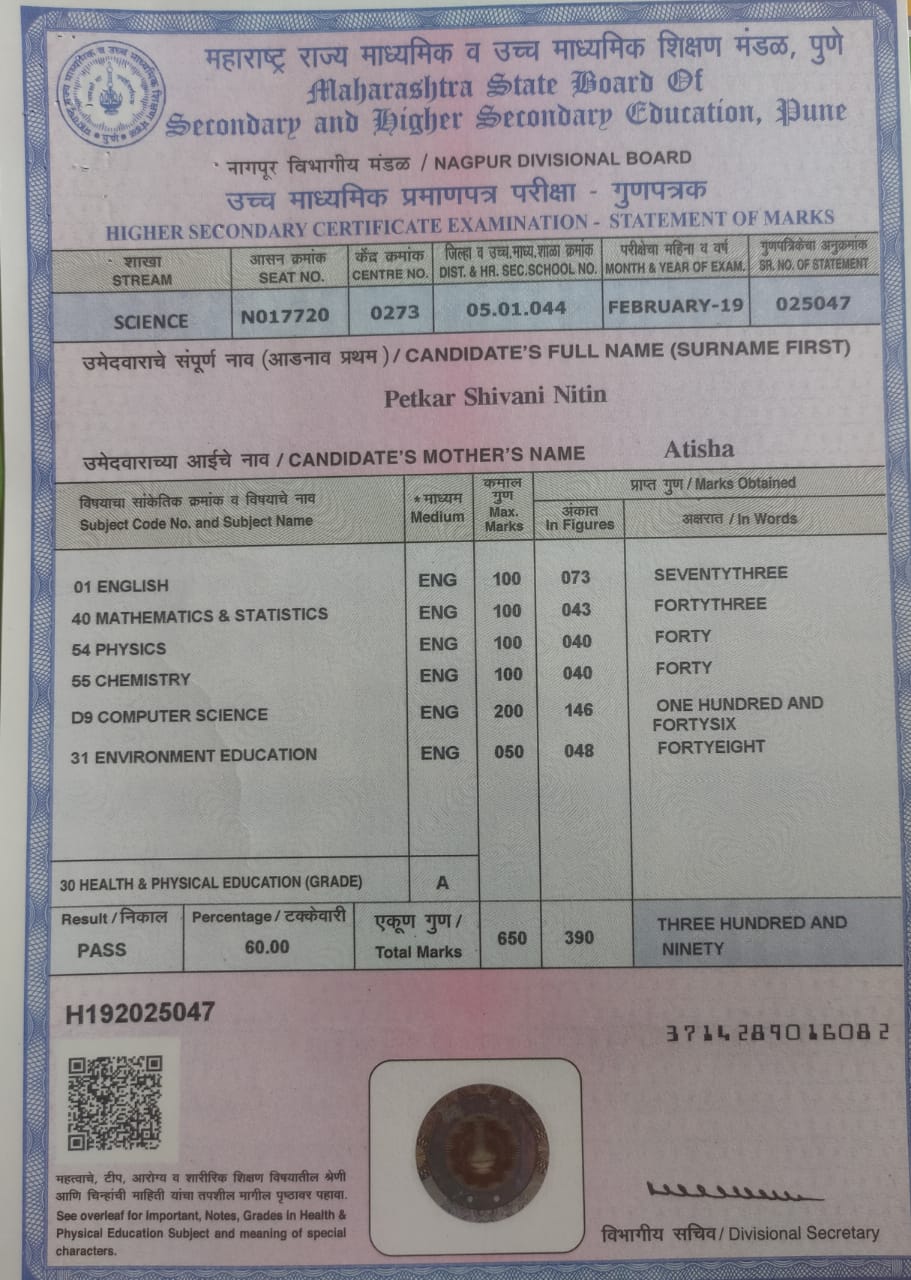 महाराष्ट्र राज्य माध्यमिक व उच्च माध्यमिक शिक्षण मंडळ, पुणे
Maharashtra State Board Of
Secondary and Higher Secondary Education, Pune
नागपूर विभागीय मंडळ / NAGPUR DIVISIONAL BOARD
उच्च माध्यमिक प्रमाणपत्र परीक्षा - गुणपत्रक
HIGHER SECONDARY CERTIFICATE EXAMINATION - STATEMENT OF MARKS
शाखा STREAM
आसन क्रमांक SEAT NO.
केंद्र क्रमांक CENTRE NO.
जिल्हा व उच्च.माध्य.शाळा क्रमांक DIST. & HR. SEC.SCHOOL NO.
परीक्षेचा महिना व वर्ष MONTH & YEAR OF EXAM.
गुणपत्रिकेचा अनुक्रमांक SR. NO. OF STATEMENT
SCIENCE N017720 0273 05.01.044 FEBRUARY-19 025047
उमेदवाराचे संपूर्ण नाव (आडनाव प्रथम) / CANDIDATE'S FULL NAME (SURNAME FIRST)
Petkar Shivani Nitin
उमेदवाराच्या आईचे नाव / CANDIDATE'S MOTHER'S NAME Atisha
विषयाचा सांकेतिक क्रमांक व विषयाचे नाव
Subject Code No. and Subject Name
* माध्यम
Medium
कमाल
गुण
Max.
Marks
प्राप्त गुण / Marks Obtained
अंकात
In Figures
अक्षरात / In Words
01 ENGLISH ENG 100 073 SEVENTYTHREE
40 MATHEMATICS & STATISTICS ENG 100 043 FORTYTHREE
54 PHYSICS ENG 100 040 FORTY
55 CHEMISTRY ENG 100 040 FORTY
D9 COMPUTER SCIENCE ENG 200 146 ONE HUNDRED AND
FORTYSIX
31 ENVIRONMENT EDUCATION ENG 050 048 FORTYEIGHT
30 HEALTH & PHYSICAL EDUCATION (GRADE) A
Result / निकाल
PASS
Percentage / टक्केवारी
60.00
एकूण गुण /
Total Marks
650 390
THREE HUNDRED AND
NINETY
H192025047
3714289016082
महत्वाचे, टीप, आरोग्य व शारीरिक शिक्षण विषयातील श्रेणी
आणि चिन्हांची माहिती यांचा तपशील मागील पृष्ठावर पहावा.
See overleaf for Important, Notes, Grades in Health &
Physical Education Subject and meaning of special
characters.
विभागीय सचिव / Divisional Secretary